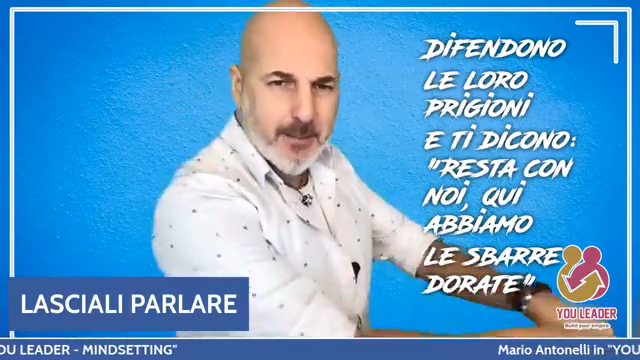 DIFENDONO
LE LORO
PRIGIONI
E TI DICONO:
"RESTA CON
NOI, QUI
ABBIAMO
LE SBARRE
DORATE"
YOU LEADER
Build your empire
LASCIALI PARLARE
OU LEADER - MINDSETTING"
Mario Antonelli in "YOU